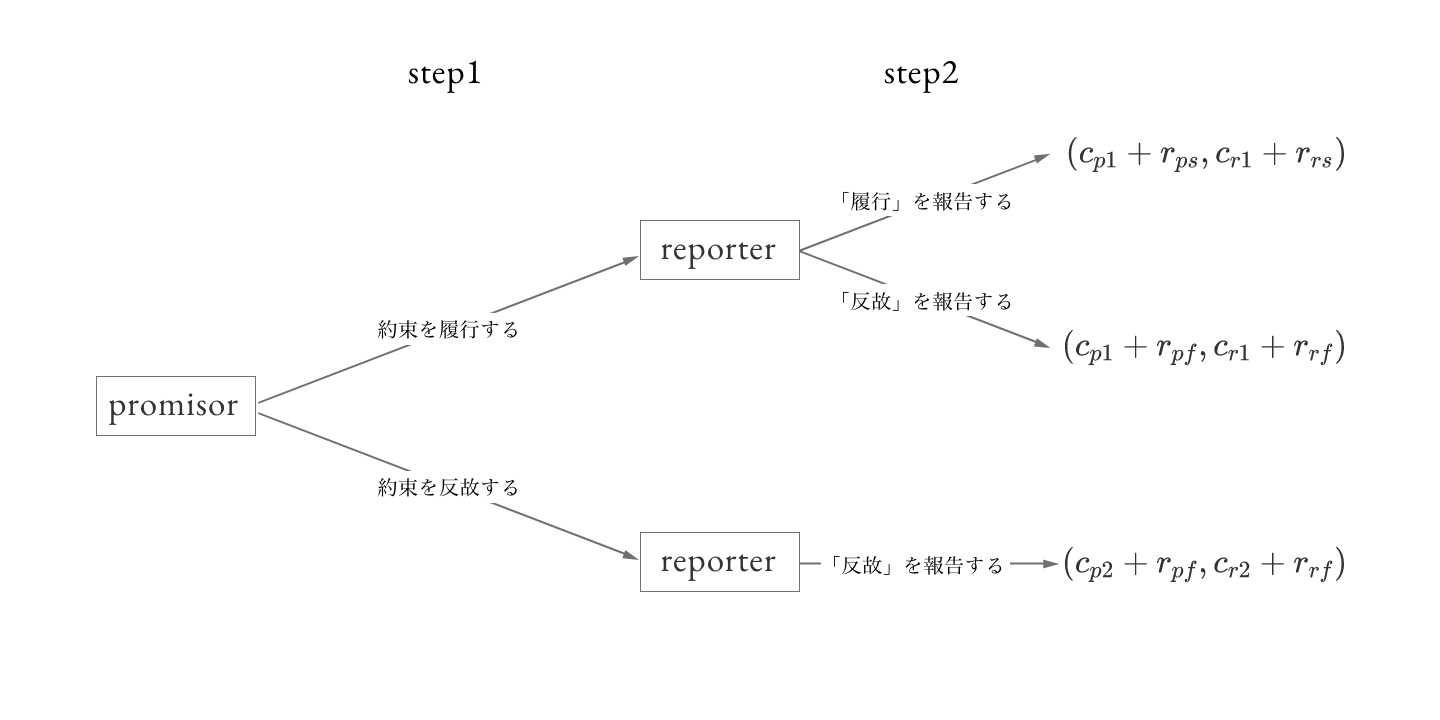 step1
step2
(c_{p1} + r_{ps}, c_{r1} + r_{rs})
「履行」を報告する
reporter
「反故」を報告する
約束を履行する
(c_{p1} + r_{pf}, c_{r1} + r_{rf})
promisor
約束を反故する
reporter
「反故」を報告する
(c_{p2} + r_{pf}, c_{r2} + r_{rf})